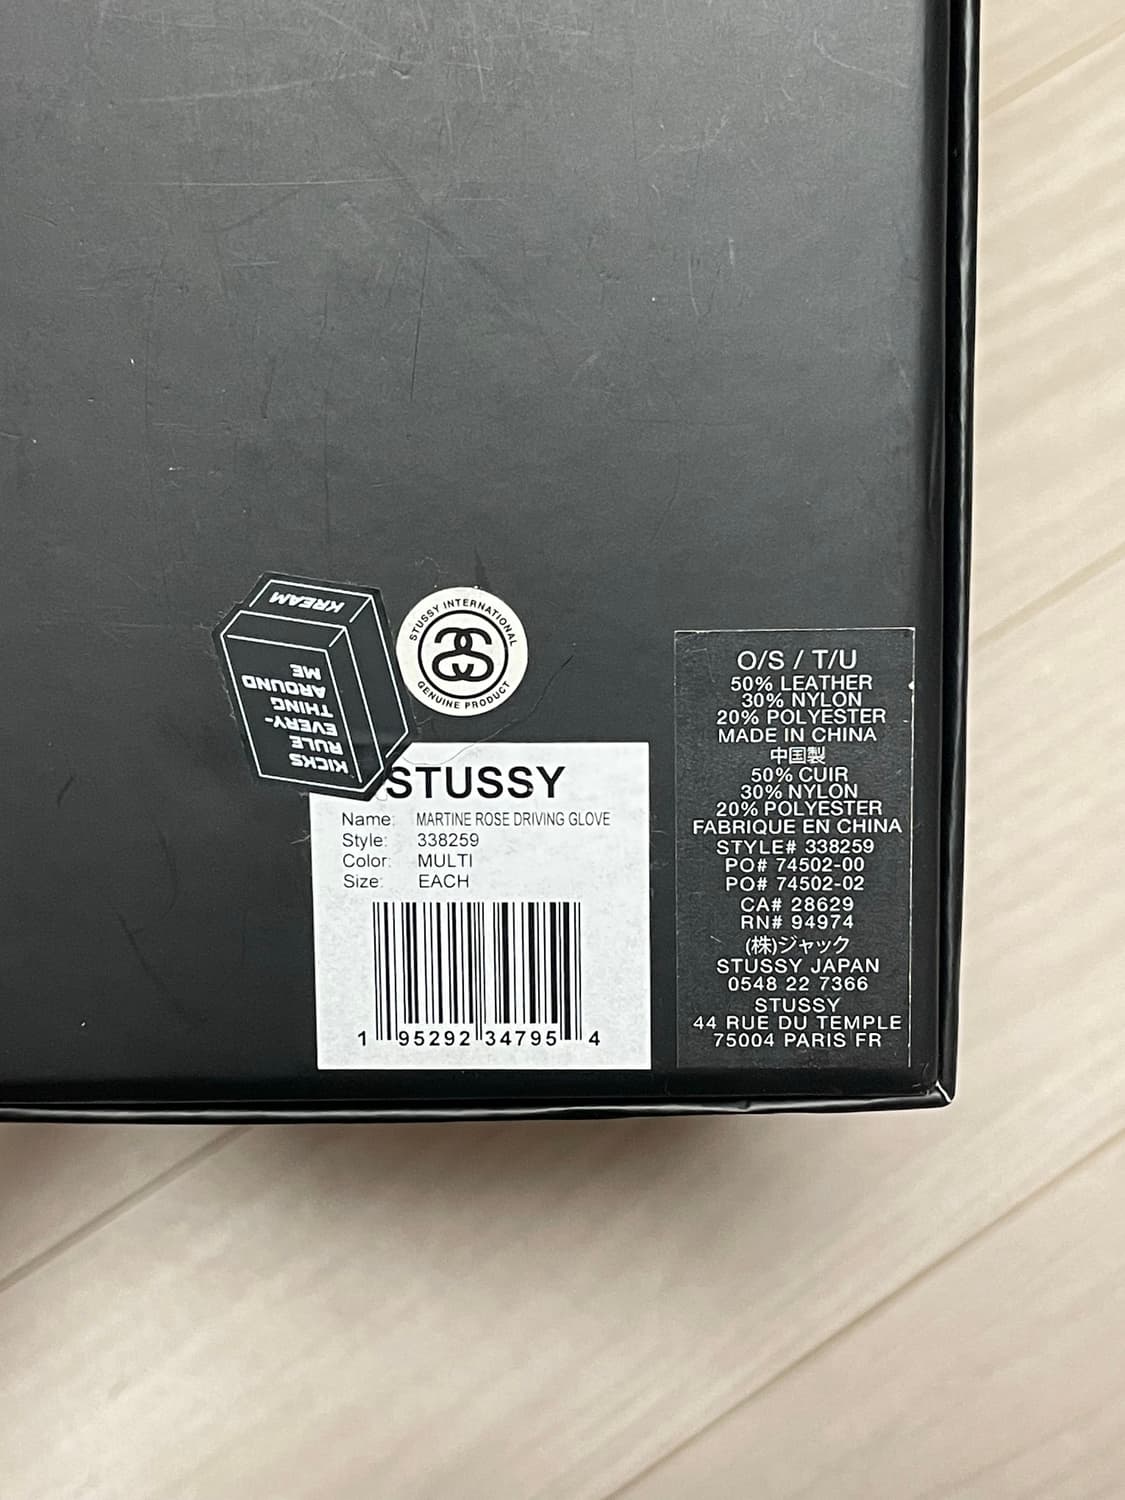 KREAM
KICKS
RULE
EVERY-
THING
AROUND
ME
STUSSY INTERNATIONAL
GENUINE PRODUCT
STUSSY
Name: MARTINE ROSE DRIVING GLOVE
Style: 338259
Color: MULTI
Size: EACH
1 95292 34795 4
O/S / T/U
50% LEATHER
30% NYLON
20% POLYESTER
MADE IN CHINA
中国製
50% CUIR
30% NYLON
20% POLYESTER
FABRIQUE EN CHINA
STYLE# 338259
PO# 74502-00
PO# 74502-02
CA# 28629
RN# 94974
(株)ジャック
STUSSY JAPAN
0548 22 7366
STUSSY
44 RUE DU TEMPLE
75004 PARIS FR